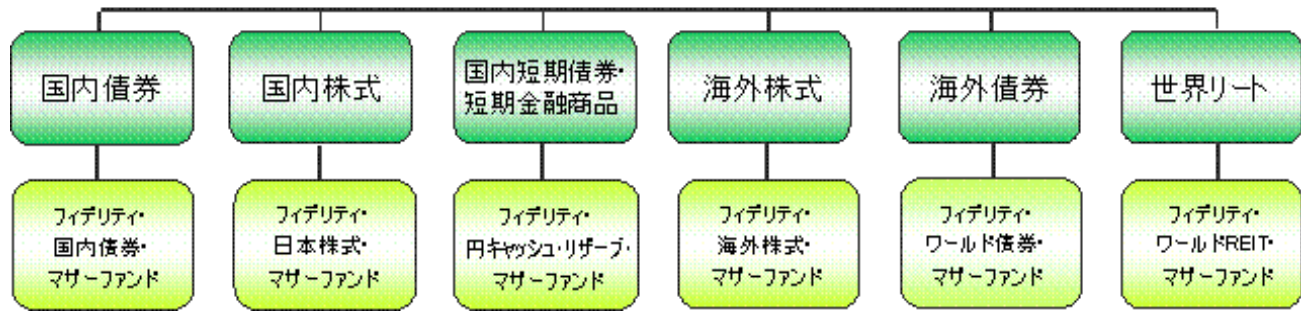 国内債券
国内株式
国内短期債券・
短期金融商品
海外株式
海外債券
世界リート
フィデリティ・
国内債券・
マザーファンド
フィデリティ・
日本株式・
マザーファンド
フィデリティ・
円キャッシュ・リザーブ・
マザーファンド
フィデリティ・
海外株式・
マザーファンド
フィデリティ・
ワールド債券・
マザーファンド
フィデリティ・
ワールドREIT・
マザーファンド